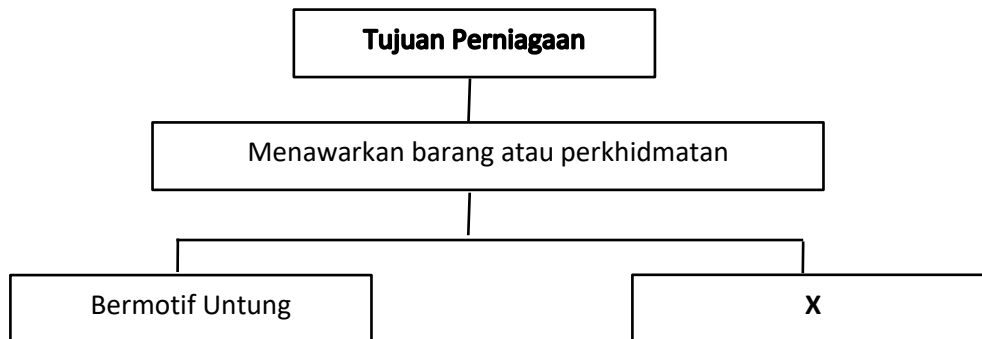 Tujuan Perniagaan
Menawarkan barang atau perkhidmatan
Bermotif Untung
X